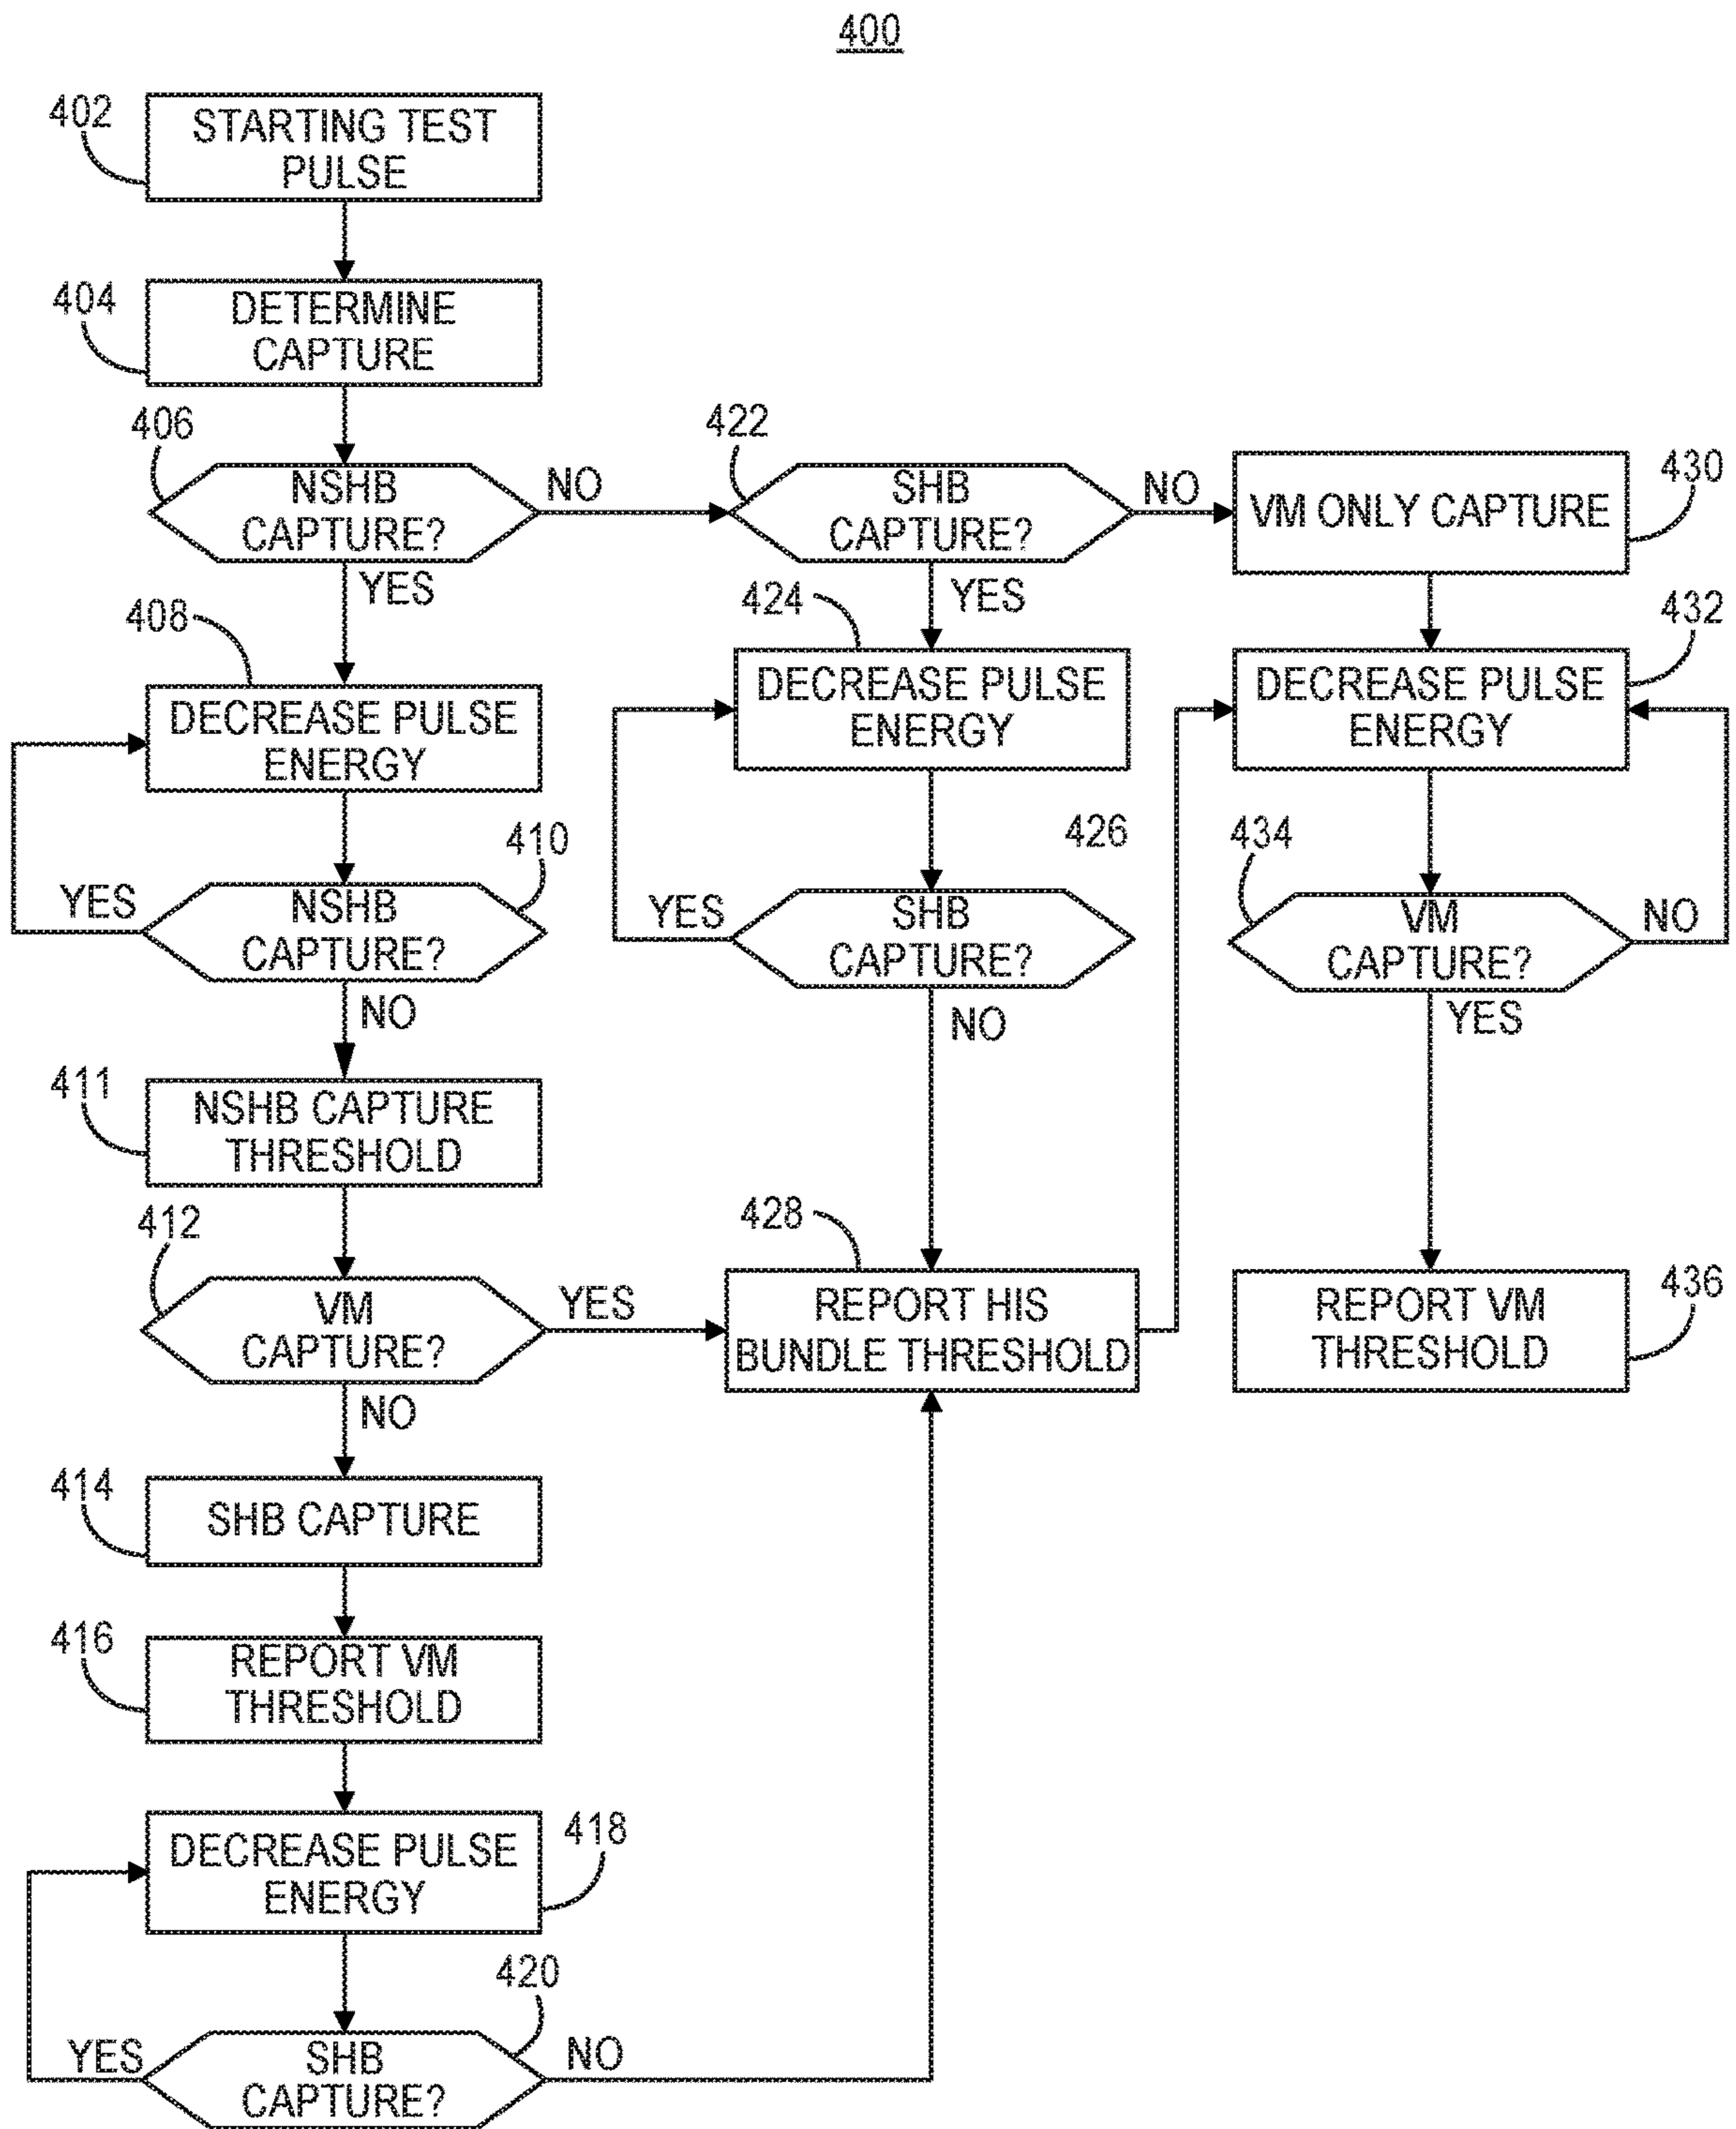 400
402
STARTING TEST
PULSE
404
DETERMINE
CAPTURE
406
NSHB
CAPTURE?
NO
YES
422
SHB
CAPTURE?
NO
YES
VM ONLY CAPTURE
430
408
DECREASE PULSE
ENERGY
424
DECREASE PULSE
ENERGY
432
DECREASE PULSE
ENERGY
410
NSHB
CAPTURE?
YES
NO
426
SHB
CAPTURE?
YES
NO
434
VM
CAPTURE?
NO
YES
411
NSHB CAPTURE
THRESHOLD
412
VM
CAPTURE?
YES
NO
428
REPORT HIS
BUNDLE THRESHOLD
REPORT VM
THRESHOLD
436
414
SHB CAPTURE
416
REPORT VM
THRESHOLD
DECREASE PULSE
ENERGY
418
420
SHB
CAPTURE?
YES
NO